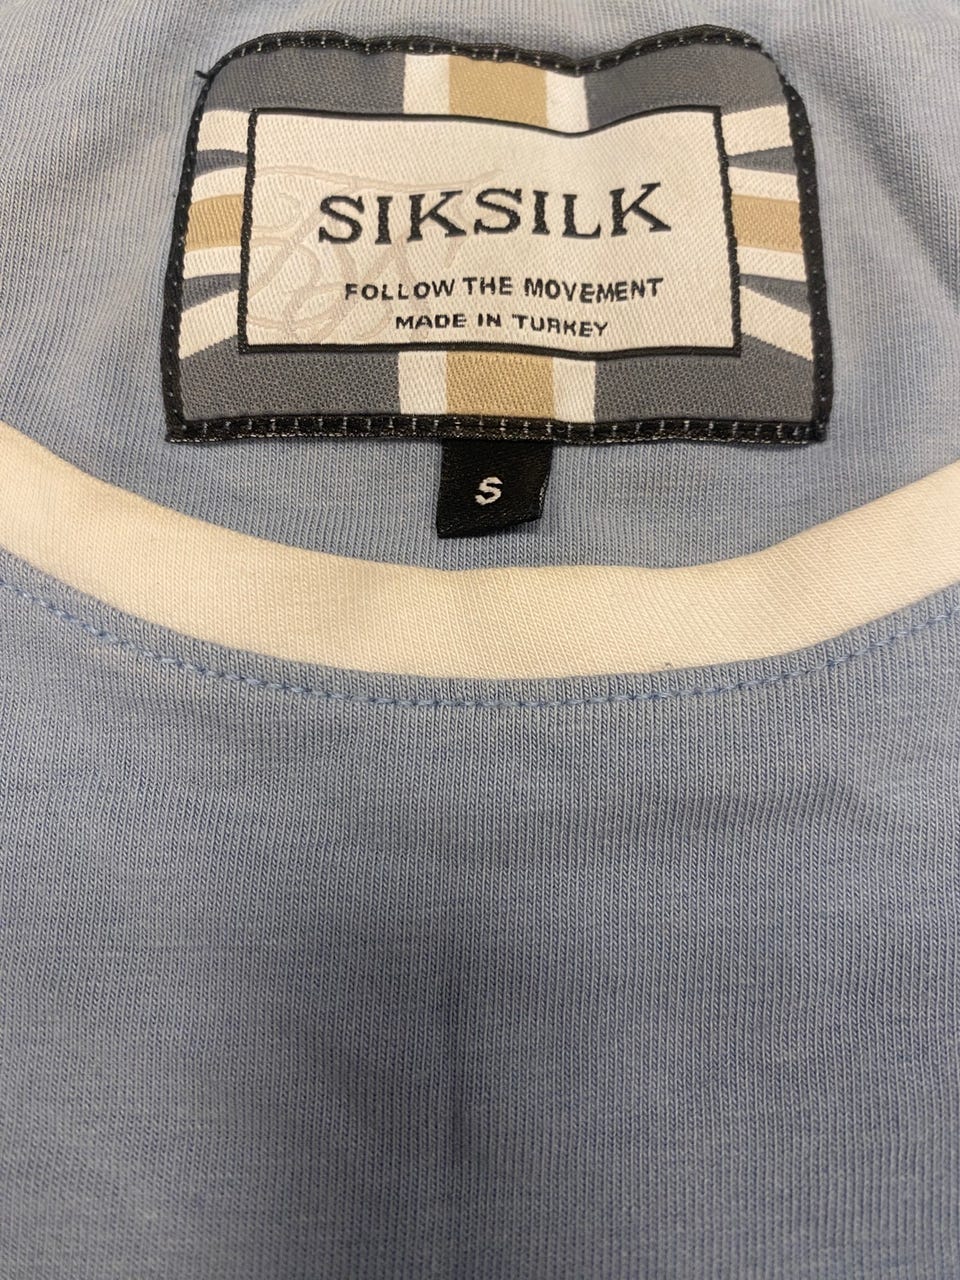 SIKSILK
FOLLOW THE MOVEMENT
MADE IN TURKEY
S